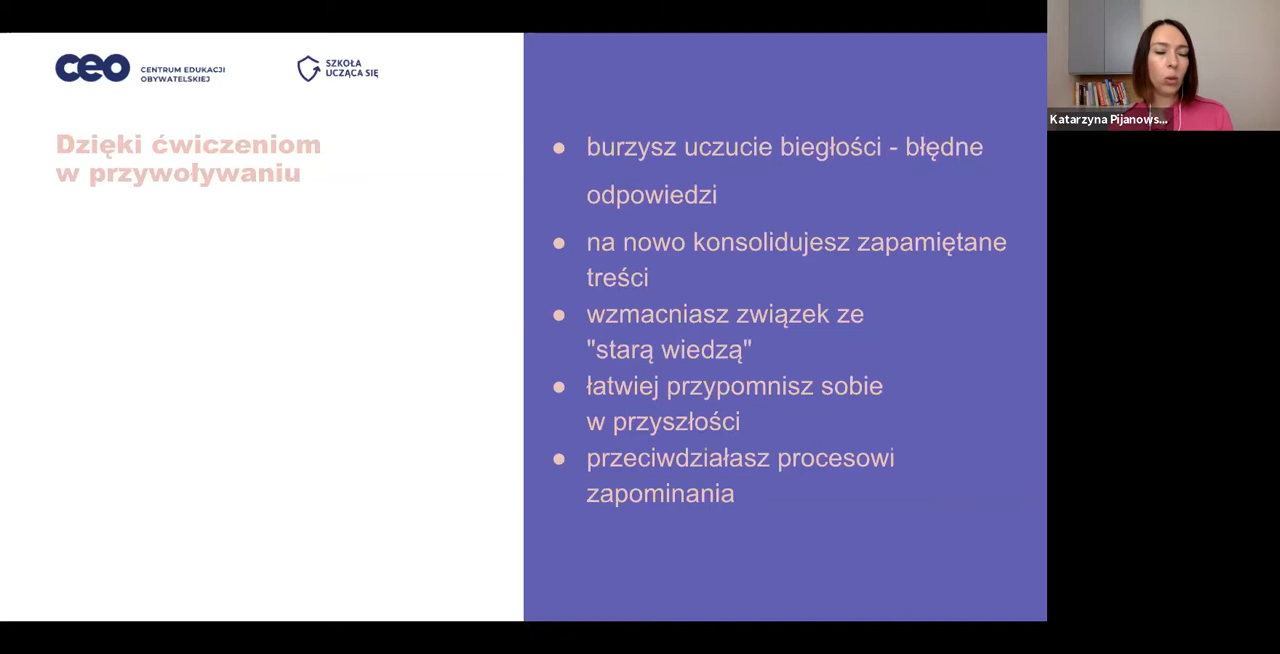 ceo
CENTRUM EDUKACJI
OBYWATELSKIEJ
SZKOŁA
UCZĄCA SIĘ
Dzięki ćwiczeniom
w przywoływaniu
burzysz uczucie biegłości - błędne
odpowiedzi
na nowo konsolidujesz zapamiętane
treści
wzmacniasz związek ze
"starą wiedzą"
łatwiej przypomnisz sobie
w przyszłości
przeciwdziałasz procesowi
zapominania
Katarzyna Pijanows...